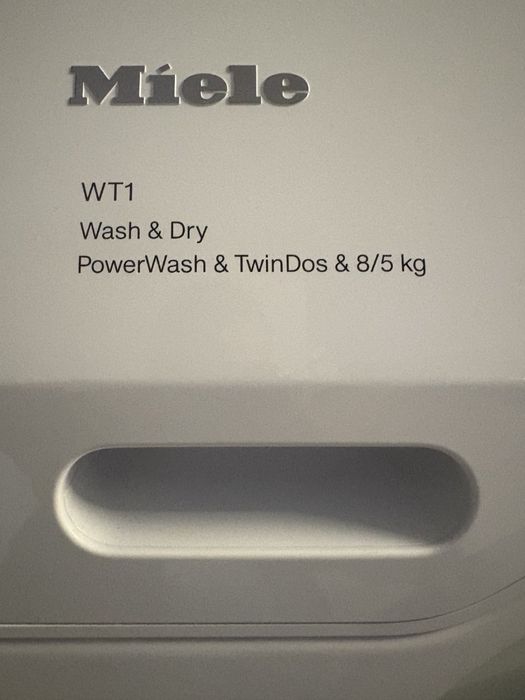 Miele
WT1
Wash & Dry
PowerWash & TwinDos & 8/5 kg